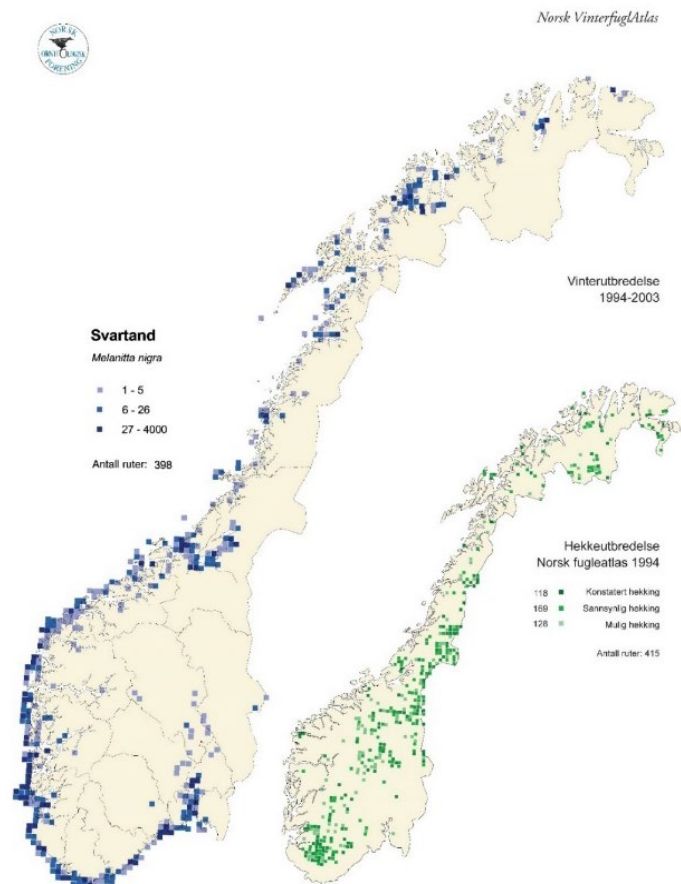 Norsk VinterfuglAtlas
NORSK
ORNITOLOGISK
FORENING
Vinterutbredelse
1994-2003
Svartand
Melanitta nigra
1 - 5
6 - 26
27 - 4000
Antall ruter: 398
Hekkeutbredelse
Norsk fugleatlas 1994
118 Konstatert hekking
169 Sannsynlig hekking
128 Mulig hekking
Antall ruter: 415